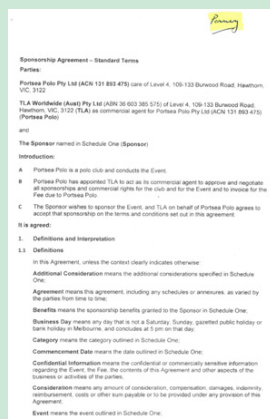 Sponsorship Agreement – Standard Terms
Parties:
Portsea Polo Pty Ltd (ACN 131 893 475) care of Level 4, 109-133 Burwood Road, Hawthorn,
VIC, 3122
TLA Worldwide (Aust) Pty Ltd (ABN 36 603 385 575) of Level 4, 109-133 Burwood Road,
Hawthorn, VIC, 3122 (TLA) as commercial agent for Portsea Polo Pty Ltd (ACN 131 893 475)
(Portsea Polo)
and
The Sponsor named in Schedule One (Sponsor)
Introduction:
A Portsea Polo is a polo club and conducts the Event.
B Portsea Polo has appointed TLA to act as its commercial agent to approve and negotiate
all sponsorships and commercial rights for the club and for the Event and to invoice for the
Fee due to Portsea Polo.
C The Sponsor wishes to sponsor the Event, and TLA on behalf of Portsea Polo agrees to
accept that sponsorship on the terms and conditions set out in this agreement.
It is agreed:
1. Definitions and Interpretation
1.1 Definitions
In this Agreement, unless the context clearly indicates otherwise:
Additional Consideration means the additional considerations specified in Schedule
One;
Agreement means this agreement, including any schedules or annexures, as varied by
the parties from time to time;
Benefits means the sponsorship benefits granted to the Sponsor in Schedule One;
Business Day means any day that is not a Saturday, Sunday, gazetted public holiday or
bank holiday in Melbourne, and concludes at 5 pm on that day.
Category means the category outlined in Schedule One;
Commencement Date means the date outlined in Schedule One;
Confidential Information means the confidential or commercially sensitive information
regarding the Event, the Fee, the contents of this Agreement and other aspects of the
business or activities of the parties.
Consideration means any amount of consideration, compensation, damages, indemnity,
reimbursement, costs or other sum payable or to be provided under any provision of this
Agreement.
Event means the event outlined in Schedule One: